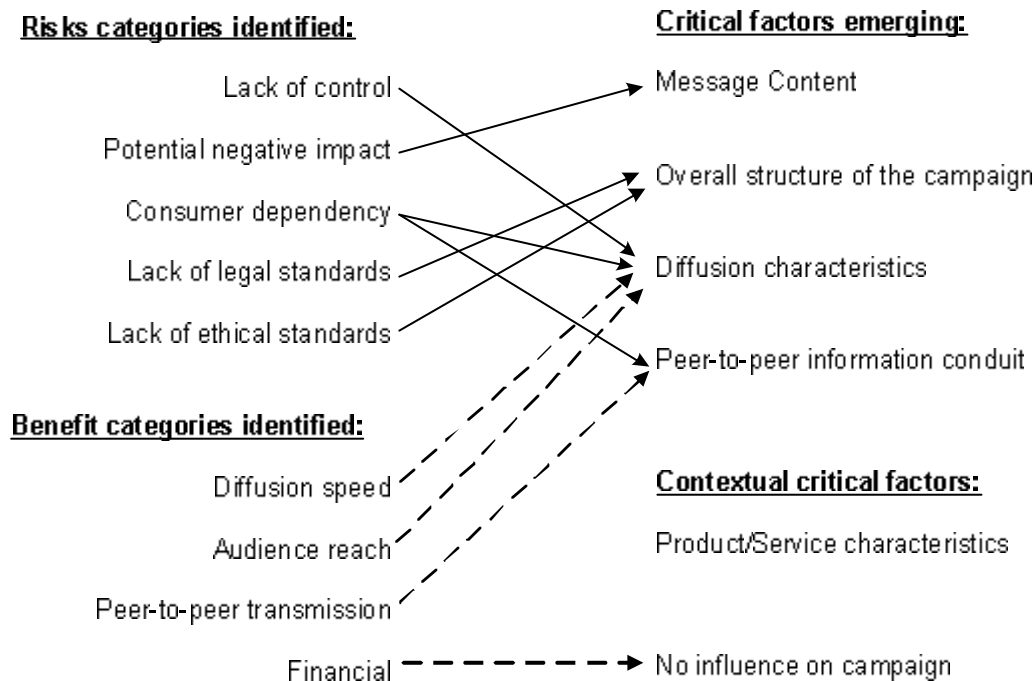 Risks categories identified:
Lack of control
Potential negative impact
Consumer dependency
Lack of legal standards
Lack of ethical standards
Benefit categories identified:
Diffusion speed
Audience reach
Peer-to-peer transmission
Financial
Critical factors emerging:
Message Content
Overall structure of the campaign
Diffusion characteristics
Peer-to-peer information conduit
Contextual critical factors:
Product/Service characteristics
No influence on campaign